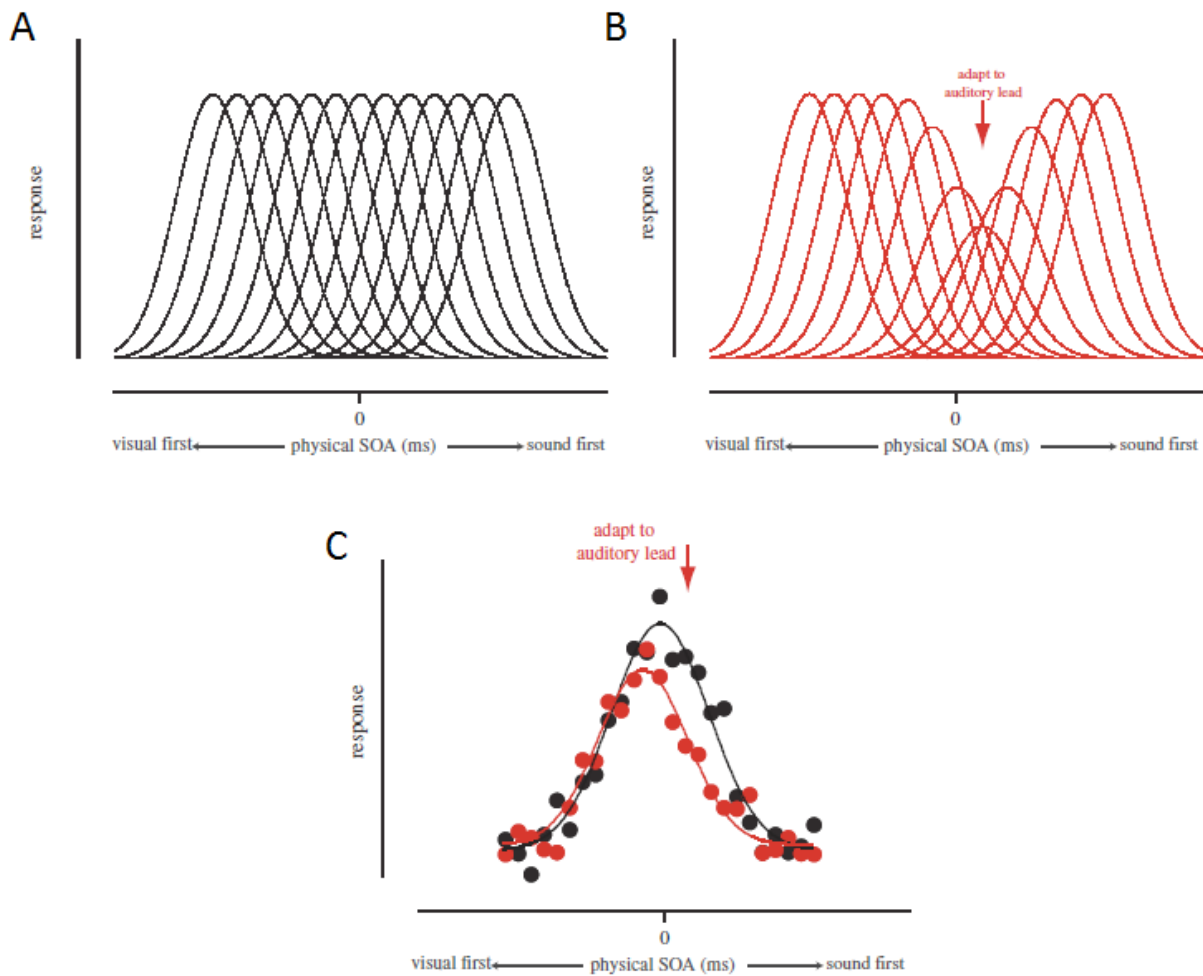 A
response
0
visual first physical SOA (ms) sound first
B
adapt to
auditory lead
response
0
visual first physical SOA (ms) sound first
C
adapt to
auditory lead
response
0
visual first physical SOA (ms) sound first